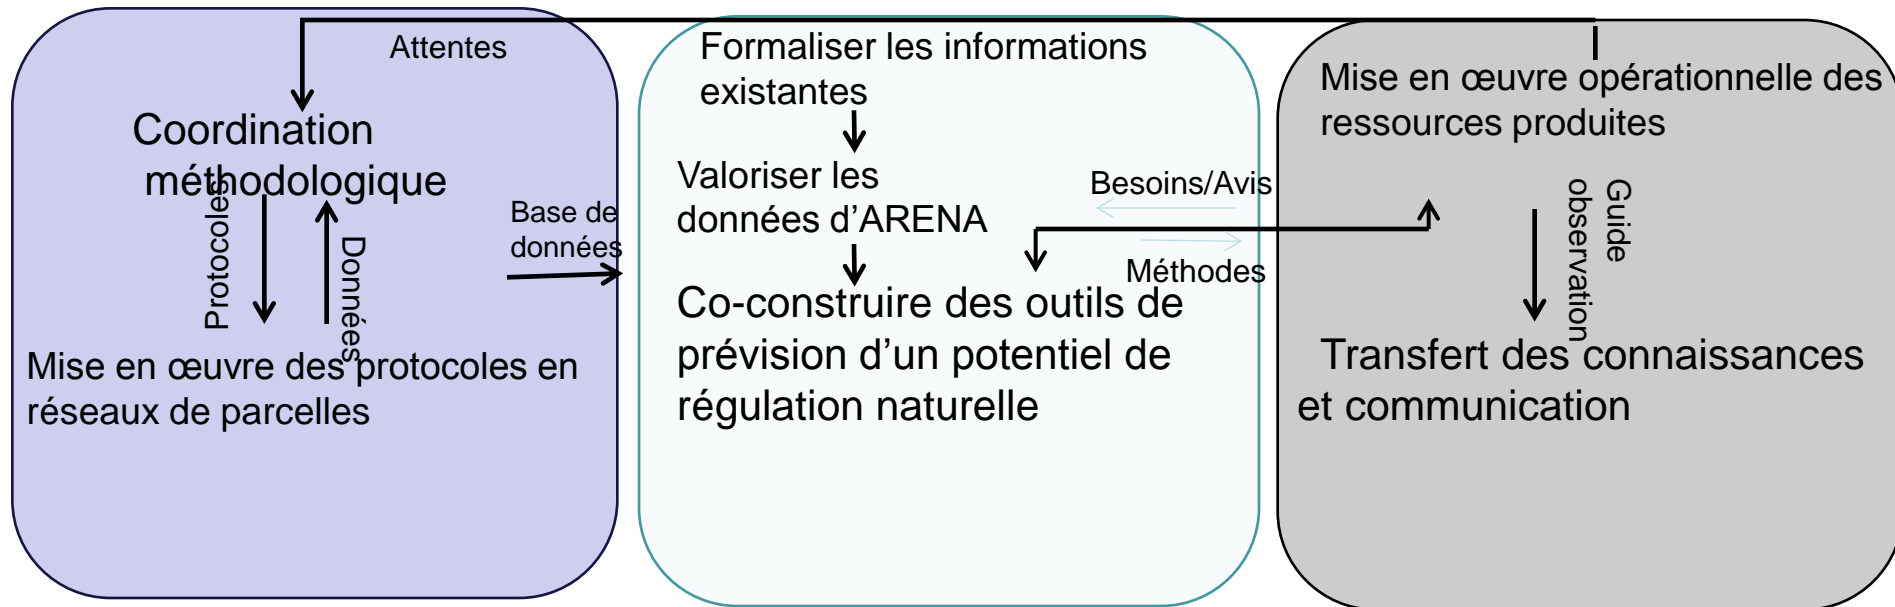 Attentes
Coordination
méthodologique
Protocoles
Données
Mise en œuvre des protocoles en
réseaux de parcelles
Base de
données
Formaliser les informations
existantes
Valoriser les
données d’ARENA
Co-construire des outils de
prévision d’un potentiel de
régulation naturelle
Besoins/Avis
Méthodes
Mise en œuvre opérationnelle des
ressources produites
Guide
observation
Transfert des connaissances
et communication